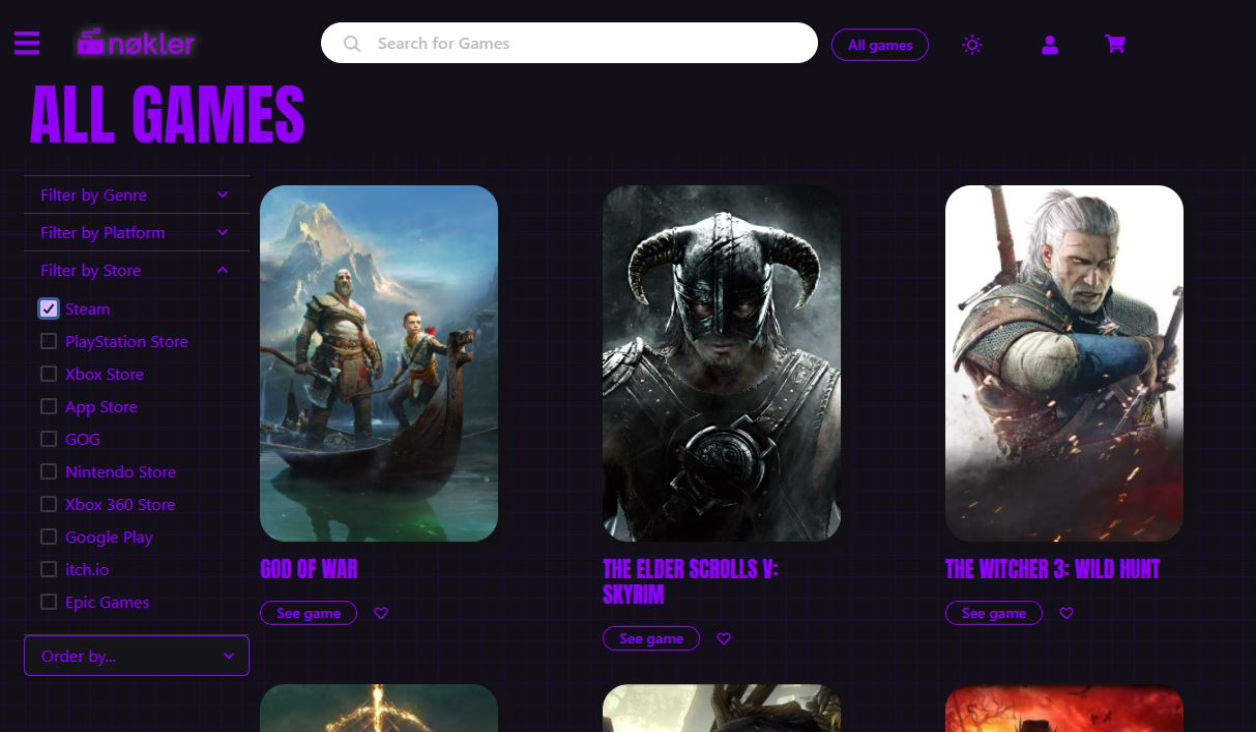 nøkler
Search for Games
All games
ALL GAMES
Filter by Genre
Filter by Platform
Filter by Store
Steam
PlayStation Store
Xbox Store
App Store
GOG
Nintendo Store
Xbox 360 Store
Google Play
itch.io
Epic Games
Order by...
GOD OF WAR
See game
THE ELDER SCROLLS V:
SKYRIM
See game
THE WITCHER 3: WILD HUNT
See game